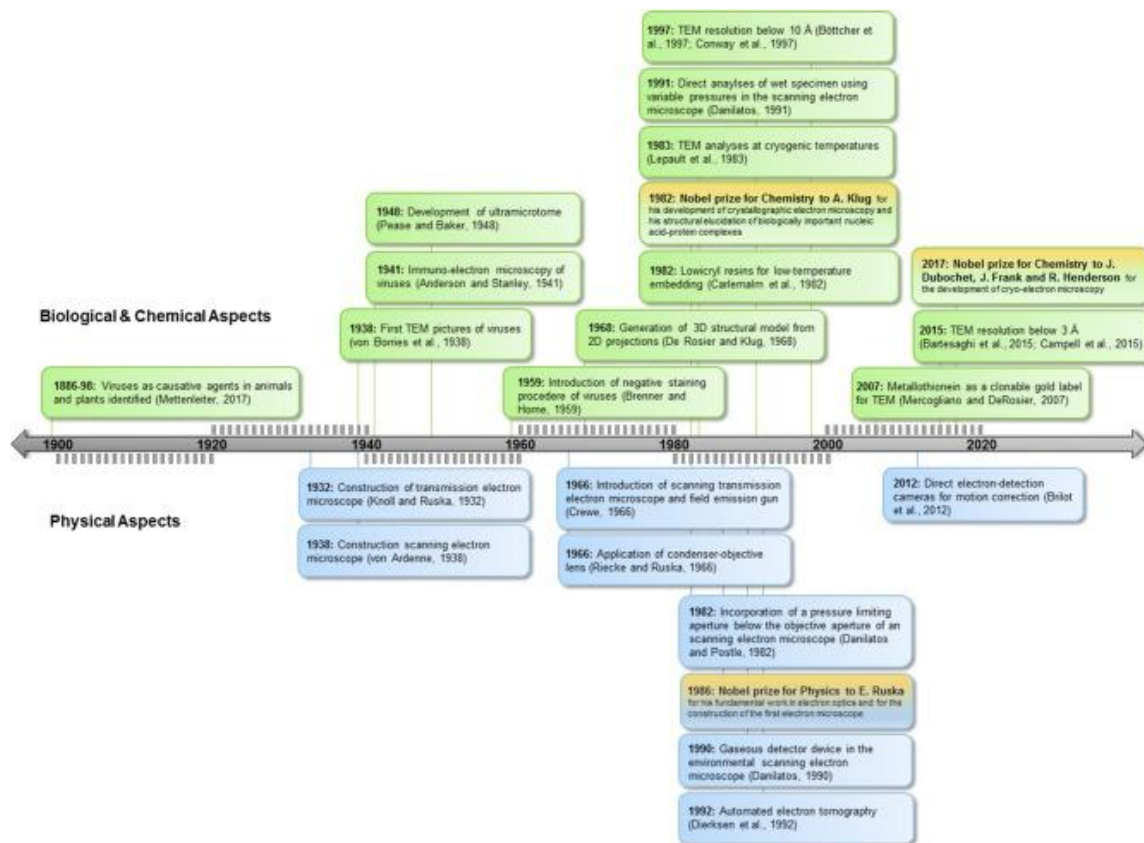 1997: TEM resolution below 10 Å (Böttcher et
al., 1997; Conway et al., 1997)
1991: Direct anaylses of wet specimen using
variable pressures in the scanning electron
microscope (Danilatos, 1991)
1983: TEM analyses at cryogenic temperatures
(Lepault et al., 1983)
1982: Nobel prize for Chemistry to A. Klug for
his development of crystallographic electron microscopy and
his structural elucidation of biologically important nucleic
acid-protein complexes
1982: Lowicryl resins for low-temperature
embedding (Carlemalm et al., 1982)
1948: Development of ultramicrotome
(Pease and Baker, 1948)
1941: Immuno-electron microscopy of
viruses (Anderson and Stanley, 1941)
1938: First TEM pictures of viruses
(von Borries et al., 1938)
1968: Generation of 3D structural model from
2D projections (De Rosier and Klug, 1968)
2017: Nobel prize for Chemistry to J.
Dubochet, J. Frank and R. Henderson for
the development of cryo-electron microscopy
2015: TEM resolution below 3 Å
(Bartesaghi et al., 2015; Campell et al., 2015)
Biological & Chemical Aspects
1886-98: Viruses as causative agents in animals
and plants identified (Mettenleiter, 2017)
1959: Introduction of negative staining
procedere of viruses (Brenner and
Horne, 1959)
2007: Metallothionein as a clonable gold label
for TEM (Mercogliano and DeRosier, 2007)
1900 1920 1940 1960 1980 2000 2020
Physical Aspects
1932: Construction of transmission electron
microscope (Knoll and Ruska, 1932)
1938: Construction scanning electron
microscope (von Ardenne, 1938)
1966: Introduction of scanning transmission
electron microscope and field emission gun
(Crewe, 1966)
1966: Application of condenser-objective
lens (Riecke and Ruska, 1966)
2012: Direct electron-detection
cameras for motion correction (Brilot
et al., 2012)
1982: Incorporation of a pressure limiting
aperture below the objective aperture of an
scanning electron microscope (Danilatos
and Postle, 1982)
1986: Nobel prize for Physics to E. Ruska
for his fundamental work in electron optics and for the
construction of the first electron microscope
1990: Gaseous detector device in the
environmental scanning electron
microscope (Danilatos, 1990)
1992: Automated electron tomography
(Dierksen et al., 1992)